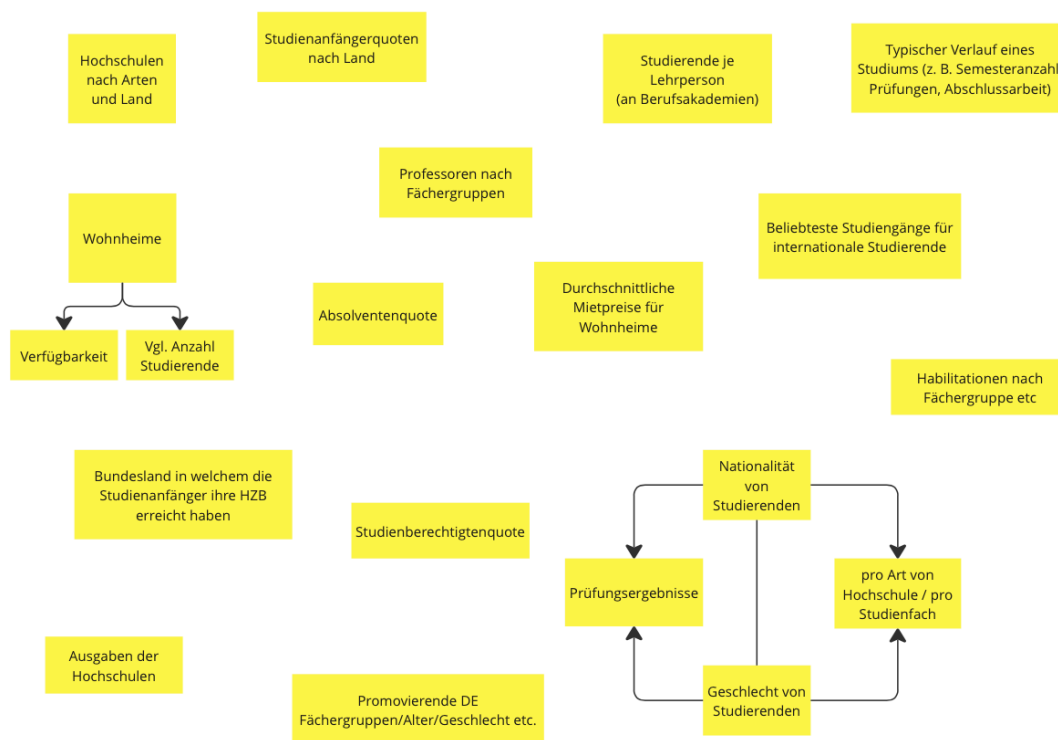 Hochschulen
nach Arten
und Land
Studienanfängerquoten
nach Land
Studierende je
Lehrperson
(an Berufsakademien)
Typischer Verlauf eines
Studiums (z. B. Semesteranzahl
Prüfungen, Abschlussarbeit)
Professoren nach
Fächergruppen
Wohnheime
Beliebteste Studiengänge für
internationale Studierende
Durchschnittliche
Mietpreise für
Wohnheime
Absolventenquote
Verfügbarkeit
Vgl. Anzahl
Studierende
Habilitationen nach
Fächergruppe etc
Bundesland in welchem die
Studienanfänger ihre HZB
erreicht haben
Studienberechtigtenquote
Nationalität
von
Studierenden
Prüfungsergebnisse
pro Art von
Hochschule / pro
Studienfach
Ausgaben der
Hochschulen
Promovierende DE
Fächergruppen/Alter/Geschlecht etc.
Geschlecht von
Studierenden